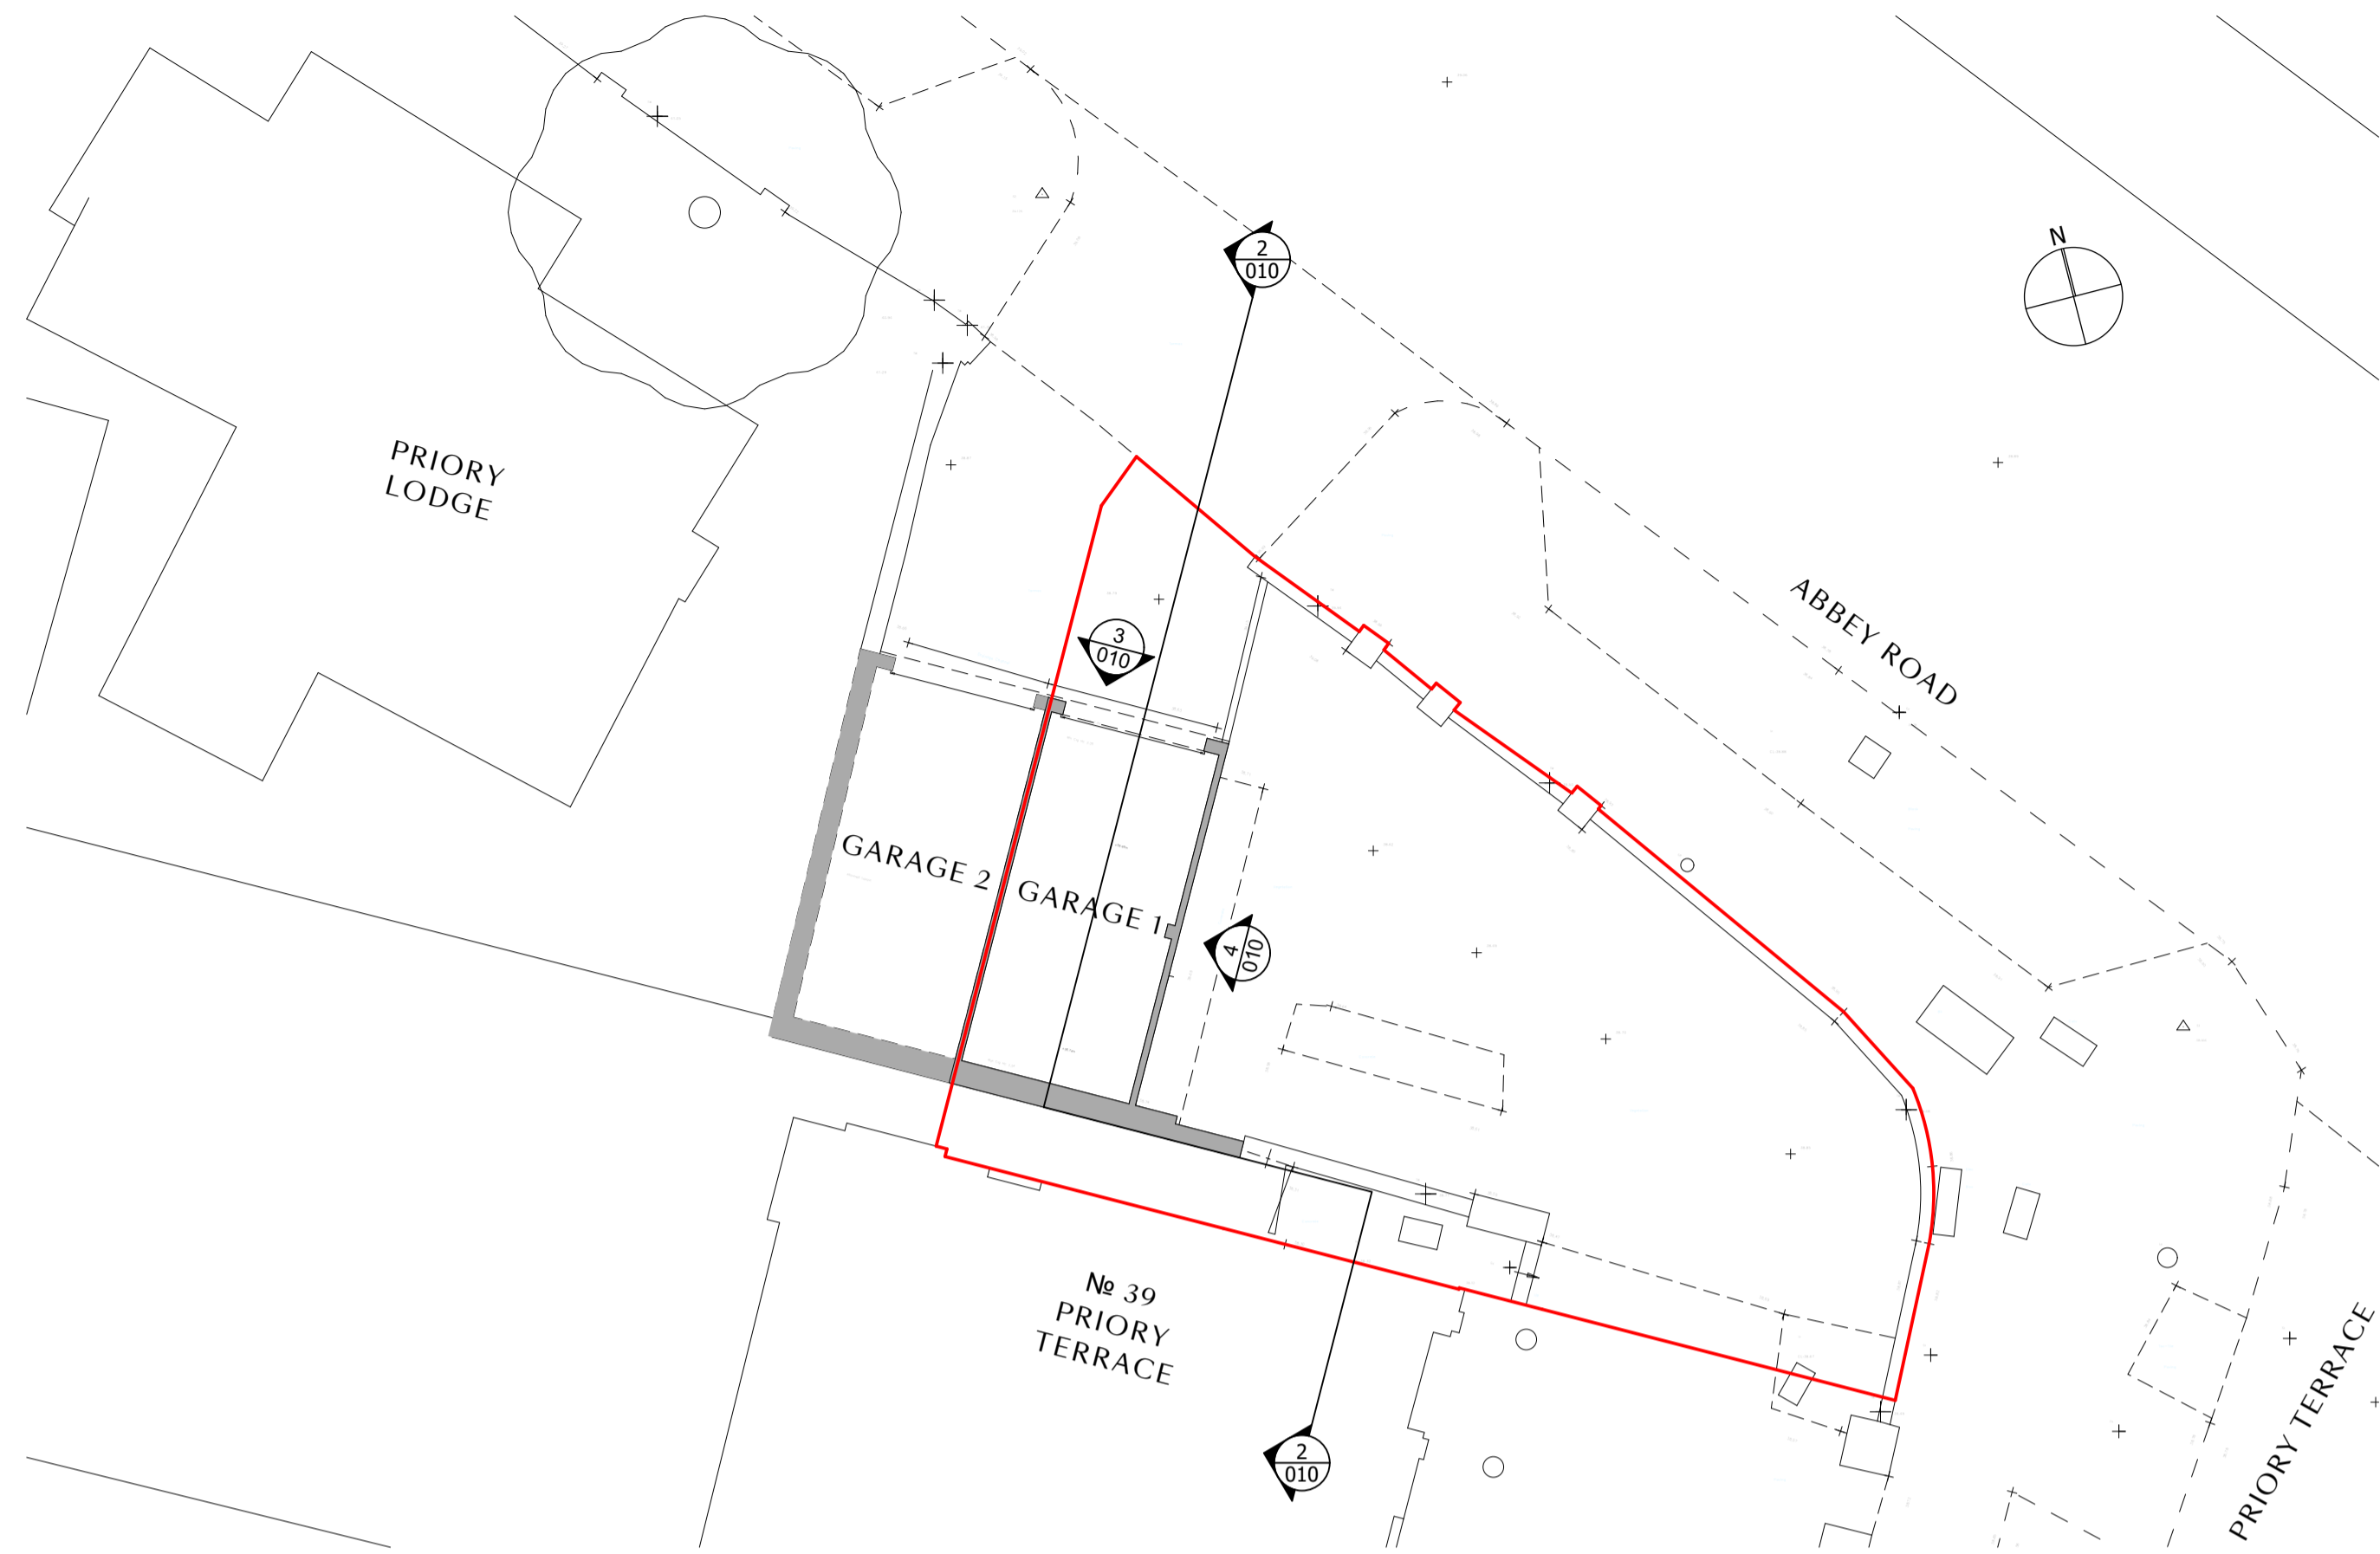 N
2
010
PRIORY
LODGE
ABBEY ROAD
3
010
GARAGE 2
GARAGE 1
4
010
№ 39
PRIORY
TERRACE
PRIORY TERRACE
2
010